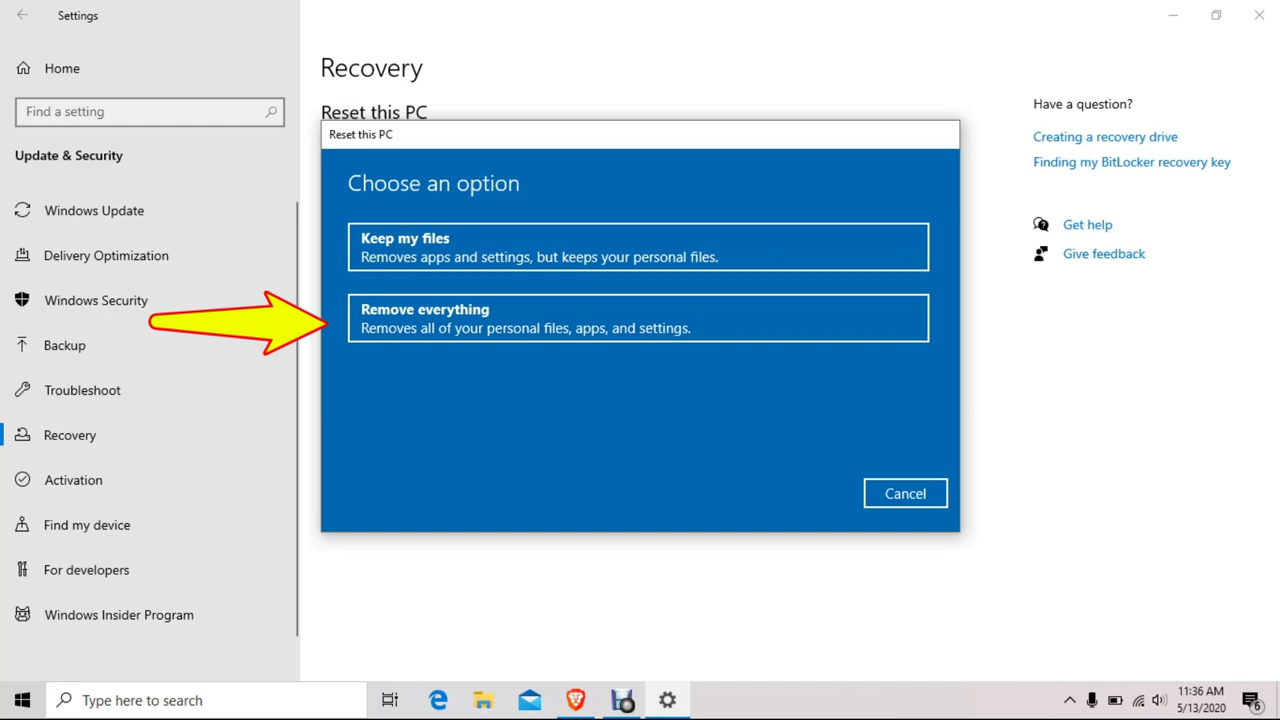 Settings
Home
Find a setting
Update & Security
Windows Update
Delivery Optimization
Windows Security
Backup
Troubleshoot
Recovery
Activation
Find my device
For developers
Windows Insider Program
Recovery
Reset this PC
Reset this PC
Choose an option
Keep my files
Removes apps and settings, but keeps your personal files.
Remove everything
Removes all of your personal files, apps, and settings.
Cancel
Have a question?
Creating a recovery drive
Finding my BitLocker recovery key
Get help
Give feedback
Type here to search
11:36 AM
5/13/2020
6